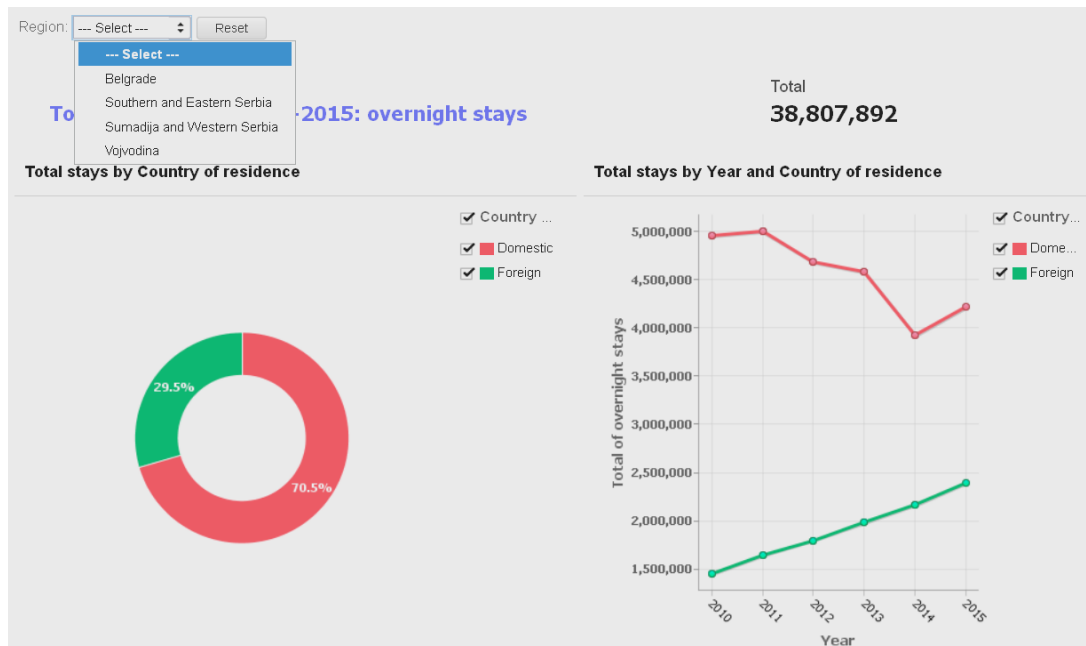 Region: --- Select --- Reset
--- Select ---
Belgrade
Southern and Eastern Serbia
Sumadija and Western Serbia
Vojvodina
To -2015: overnight stays
Total
38,807,892
Total stays by Country of residence
Country ...
Domestic
Foreign
29.5%
70.5%
Total stays by Year and Country of residence
Country...
Dome...
Foreign
Total of overnight stays
5,000,000
4,500,000
4,000,000
3,500,000
3,000,000
2,500,000
2,000,000
1,500,000
2010 2011 2012 2013 2014 2015
Year